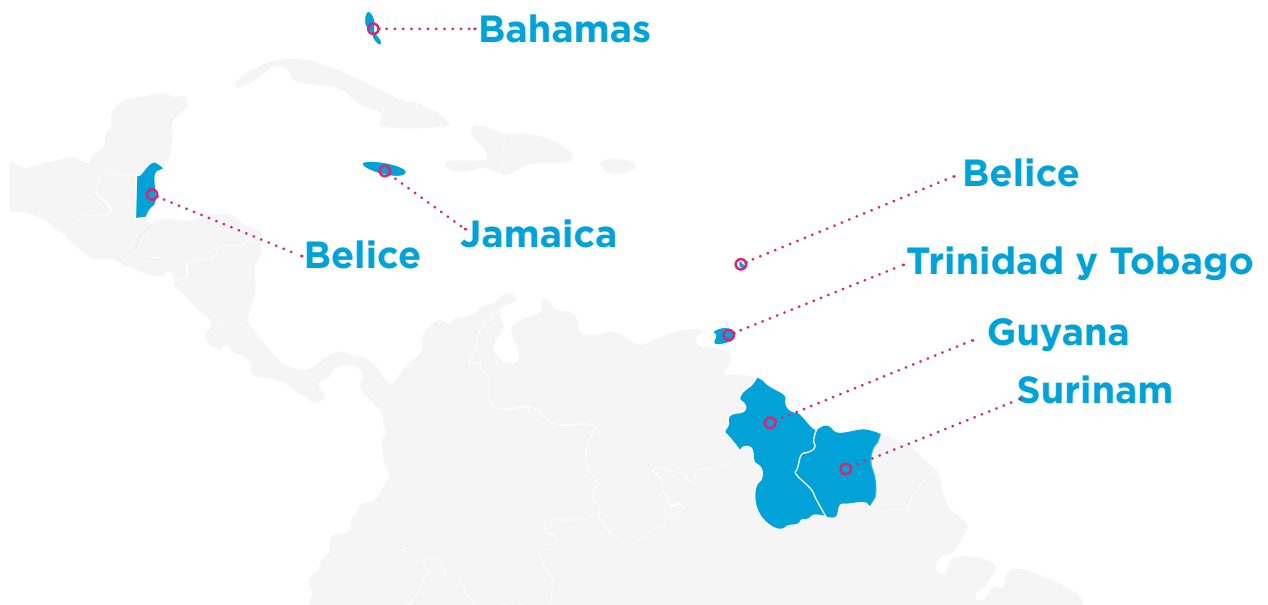 Bahamas
Belice
Jamaica
Belice
Trinidad y Tobago
Guyana
Surinam